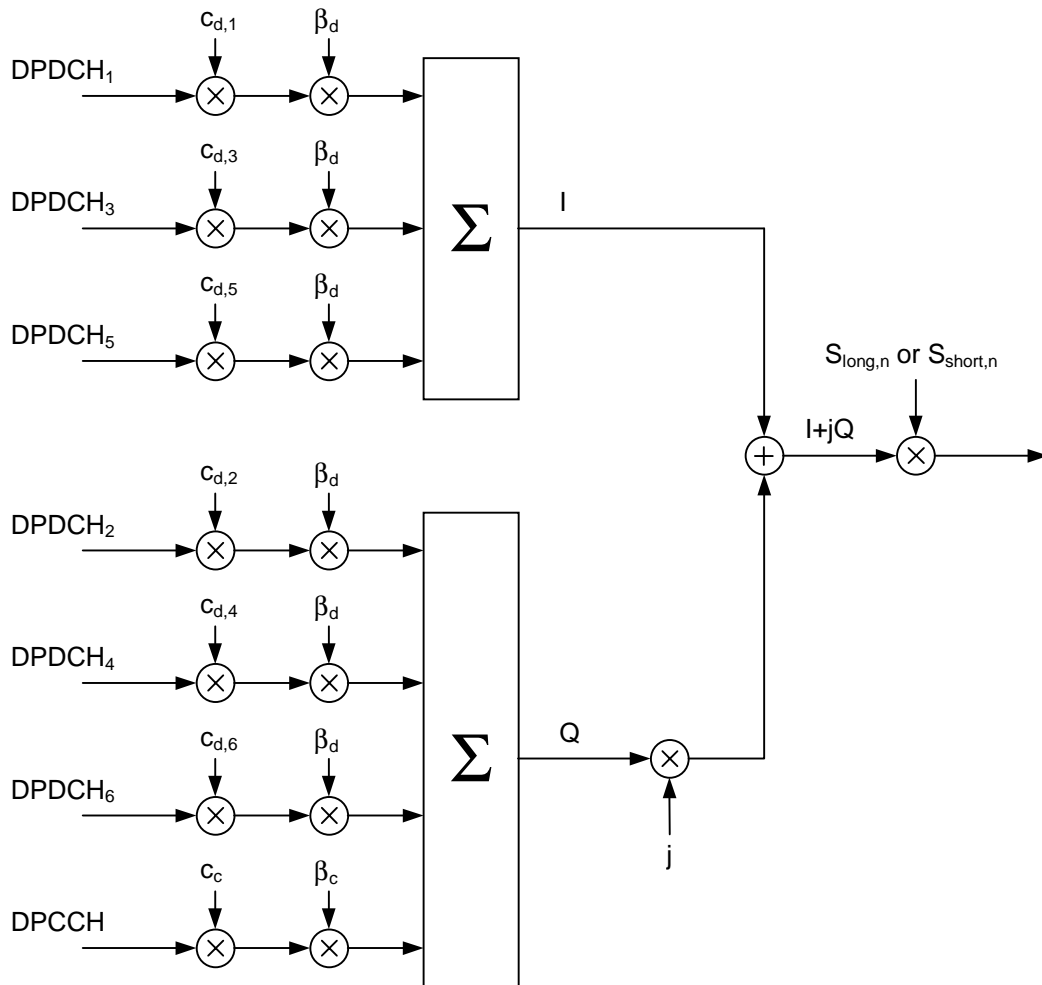 c_d,1 β_d
DPDCH_1
× ×
c_d,3 β_d
DPDCH_3
× ×
Σ
I
c_d,5 β_d
DPDCH_5
× ×
S_long,n or S_short,n
+
I+jQ
×
c_d,2 β_d
DPDCH_2
× ×
c_d,4 β_d
DPDCH_4
× ×
Σ
Q
×
j
c_d,6 β_d
DPDCH_6
× ×
c_c β_c
DPCCH
× ×